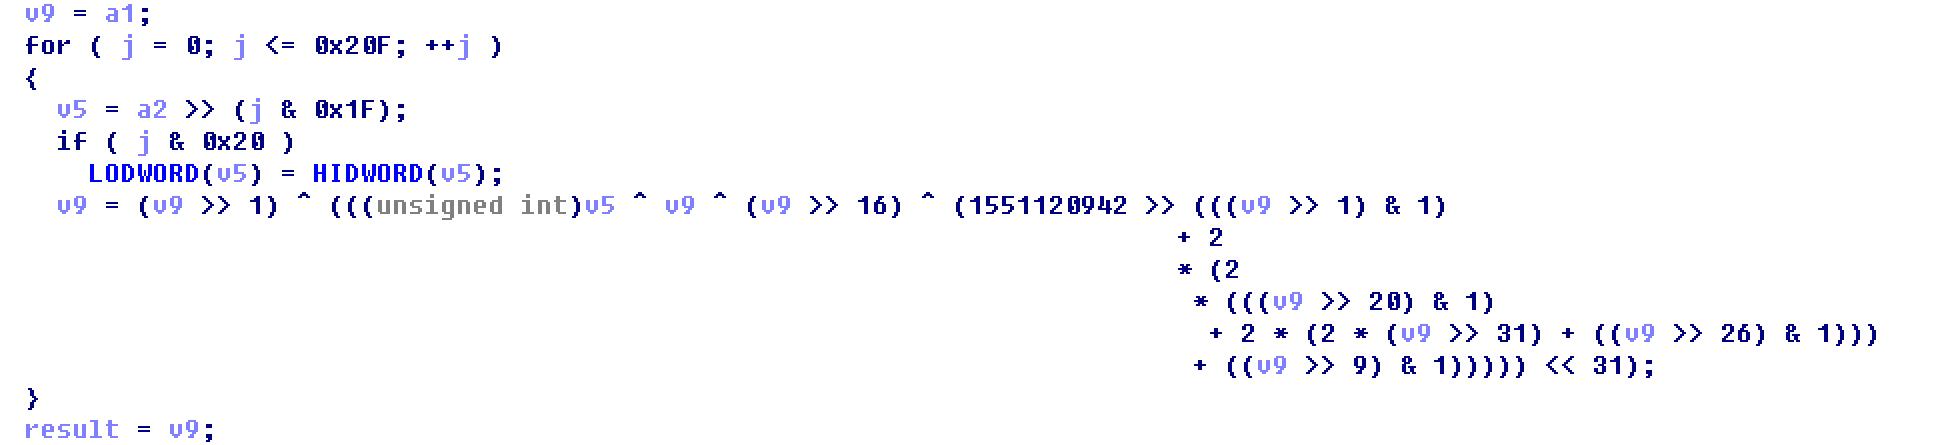 v9 = a1;
for ( j = 0; j <= 0x20F; ++j )
{
v5 = a2 >> (j & 0x1F);
if ( j & 0x20 )
LODWORD(v5) = HIDWORD(v5);
v9 = (v9 >> 1) ^ (((unsigned int)v5 ^ v9 ^ (v9 >> 16) ^ (1551120942 >> (((v9 >> 1) & 1)
+ 2
* (2
* (((v9 >> 20) & 1)
+ 2 * (2 * (v9 >> 31) + ((v9 >> 26) & 1)))
+ ((v9 >> 9) & 1))))) << 31);
}
result = v9;